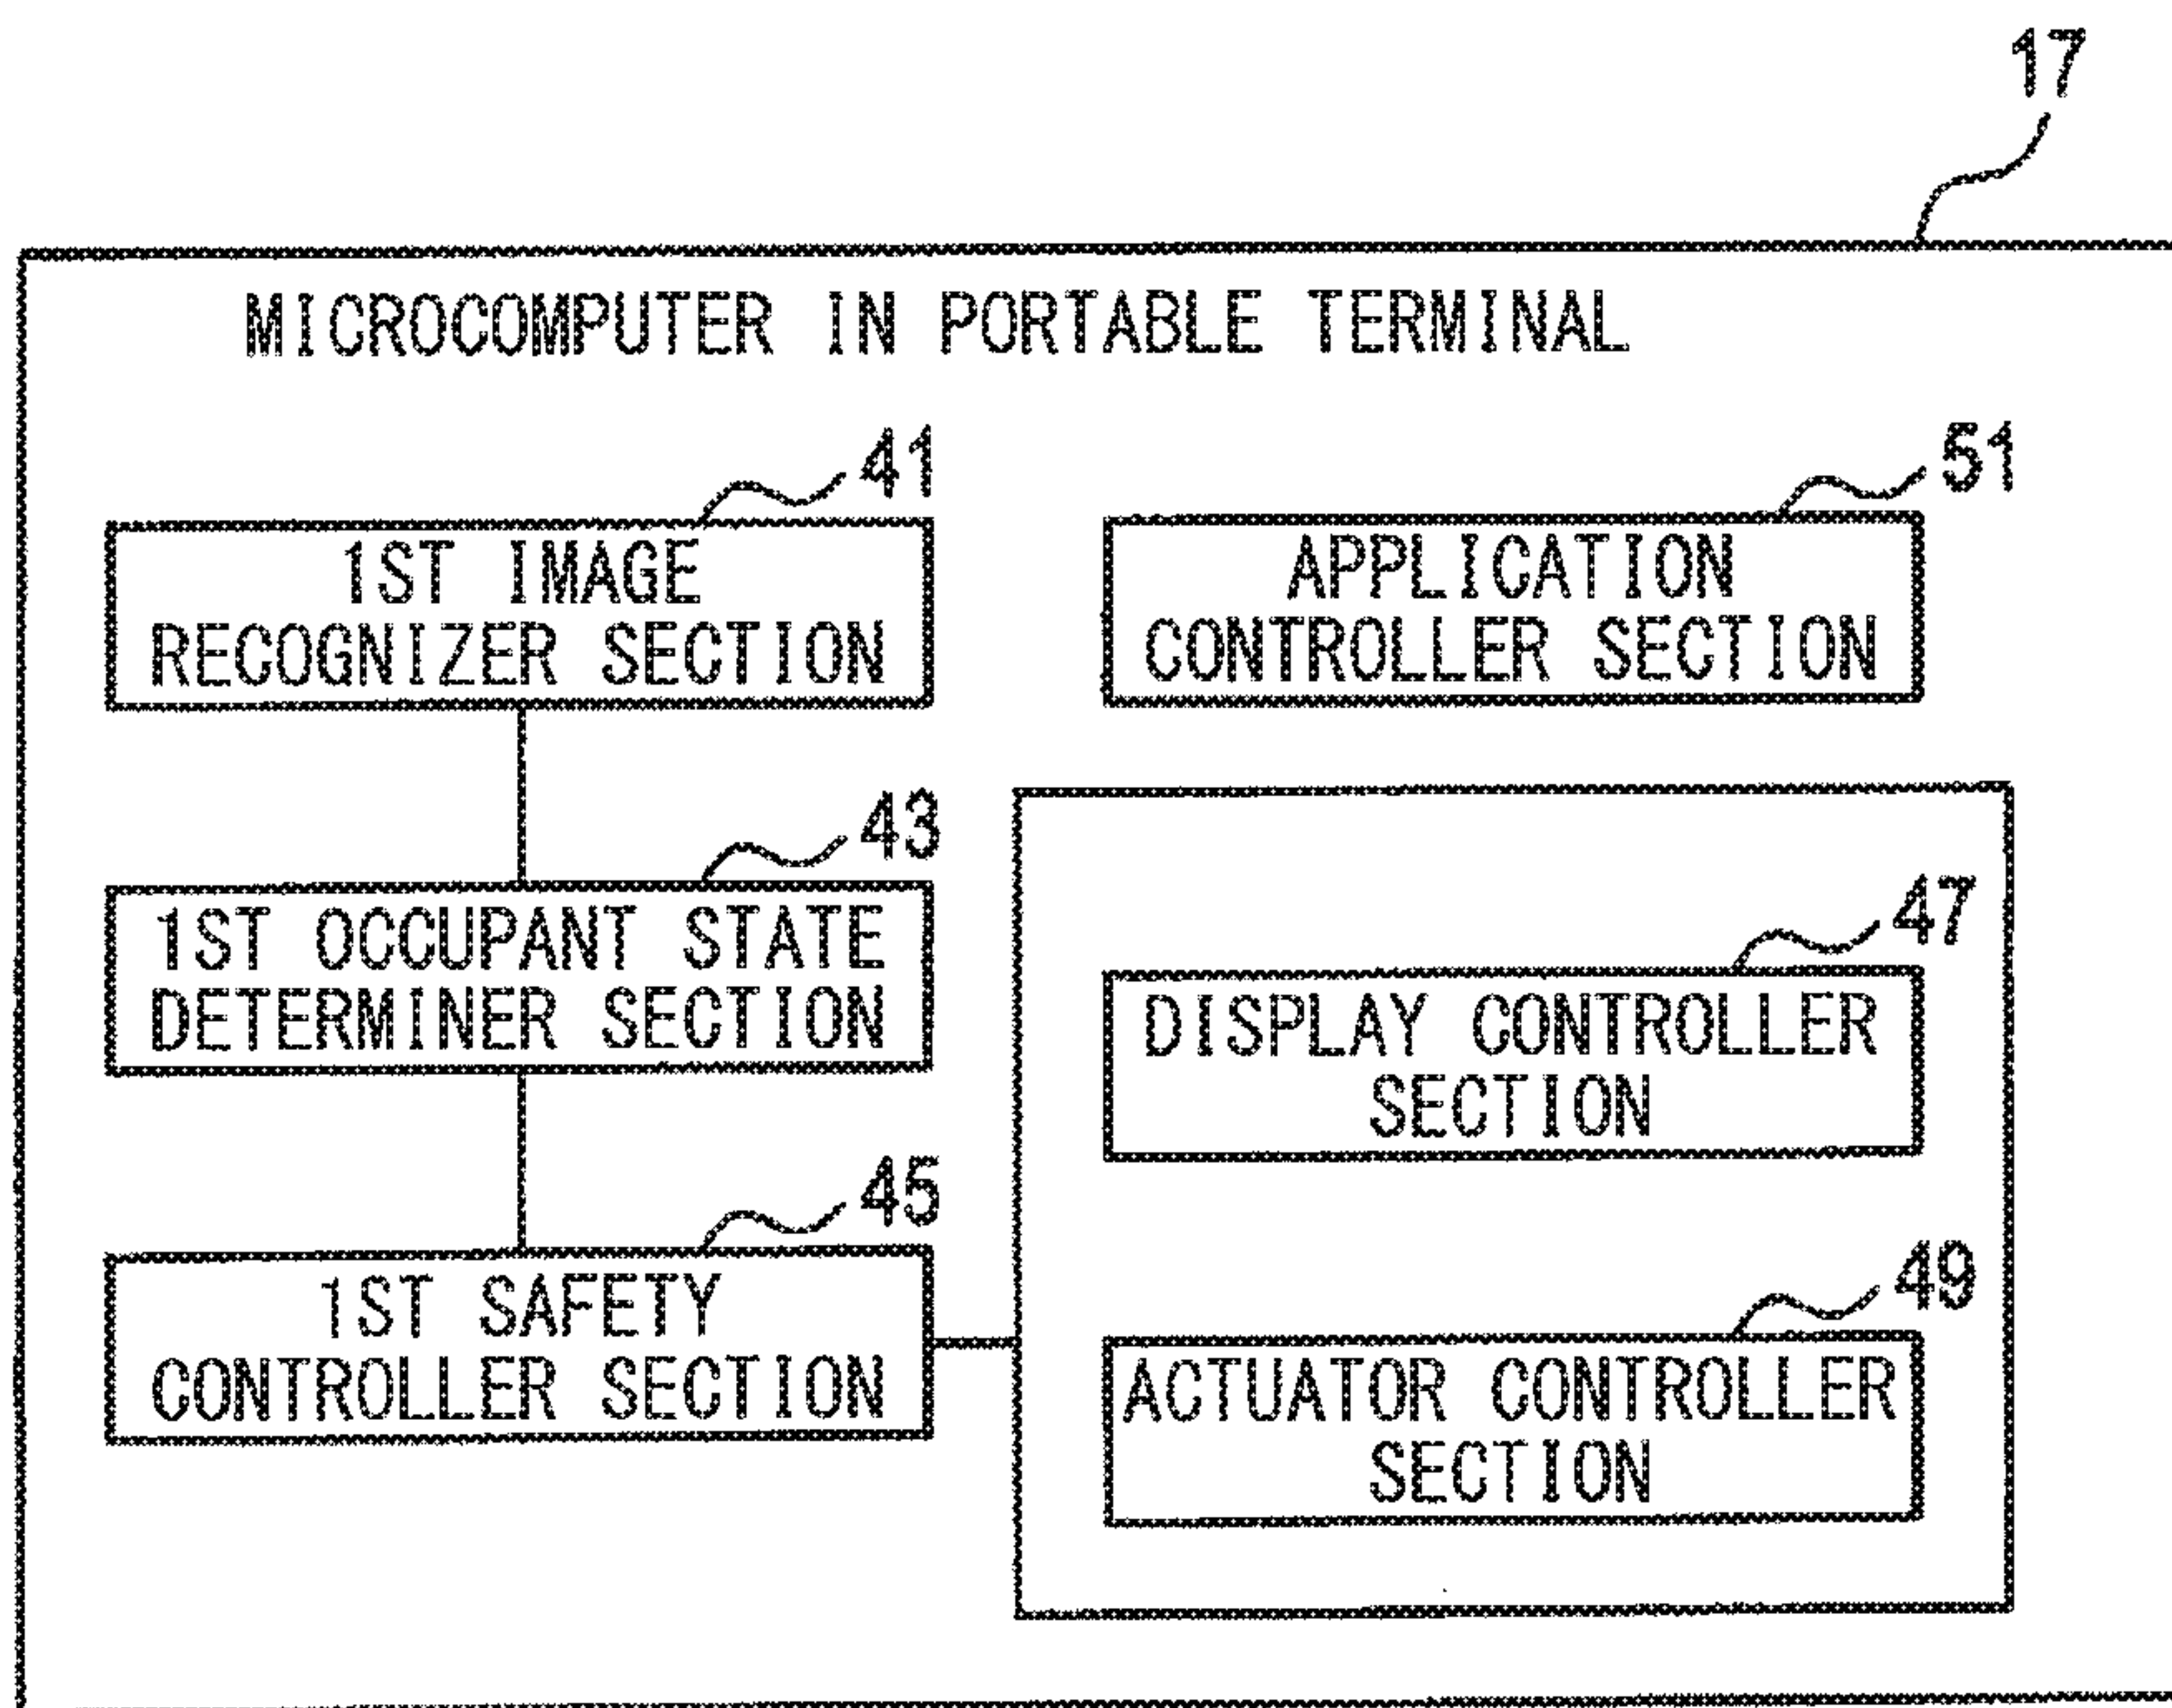 17
MICROCOMPUTER IN PORTABLE TERMINAL
41
1ST IMAGE
RECOGNIZER SECTION
51
APPLICATION
CONTROLLER SECTION
43
1ST OCCUPANT STATE
DETERMINER SECTION
47
DISPLAY CONTROLLER
SECTION
45
1ST SAFETY
CONTROLLER SECTION
49
ACTUATOR CONTROLLER
SECTION